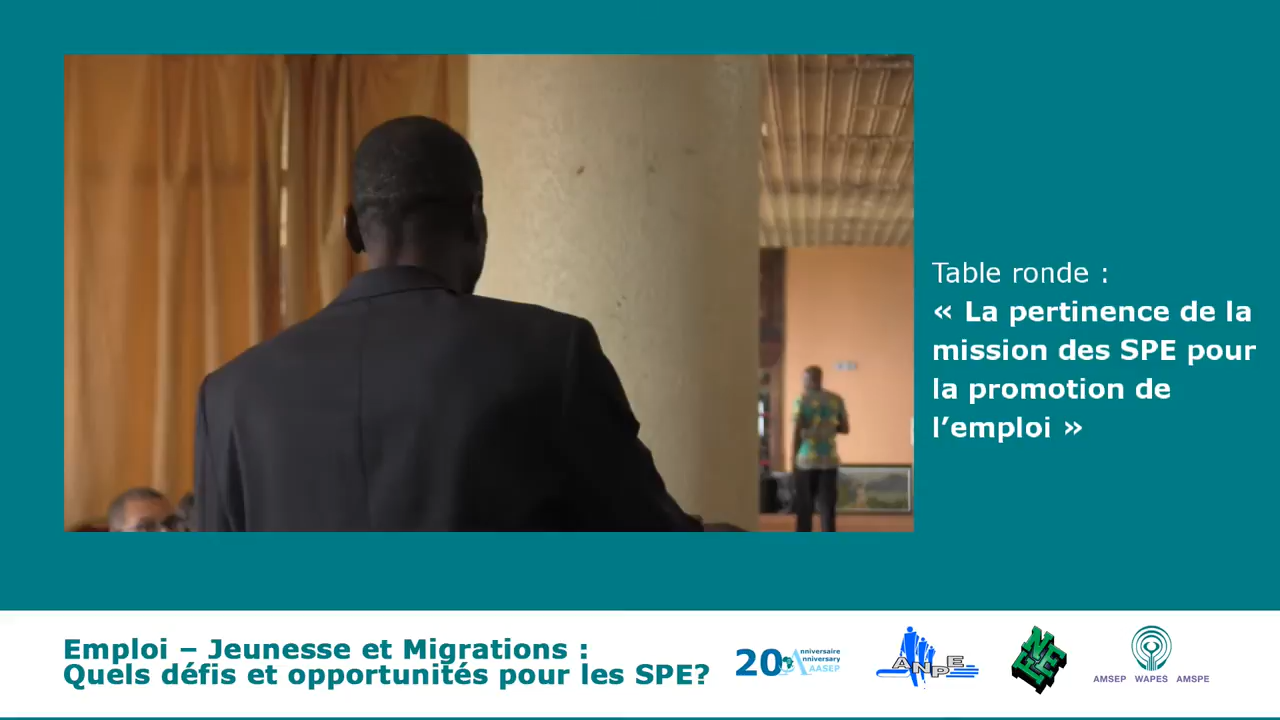 Table ronde :
« La pertinence de la
mission des SPE pour
la promotion de
l’emploi »
Emploi – Jeunesse et Migrations :
Quels défis et opportunités pour les SPE?
20 Anniversaire
Anniversary
AASEP
ANPE
AMSEP WAPES AMSPE